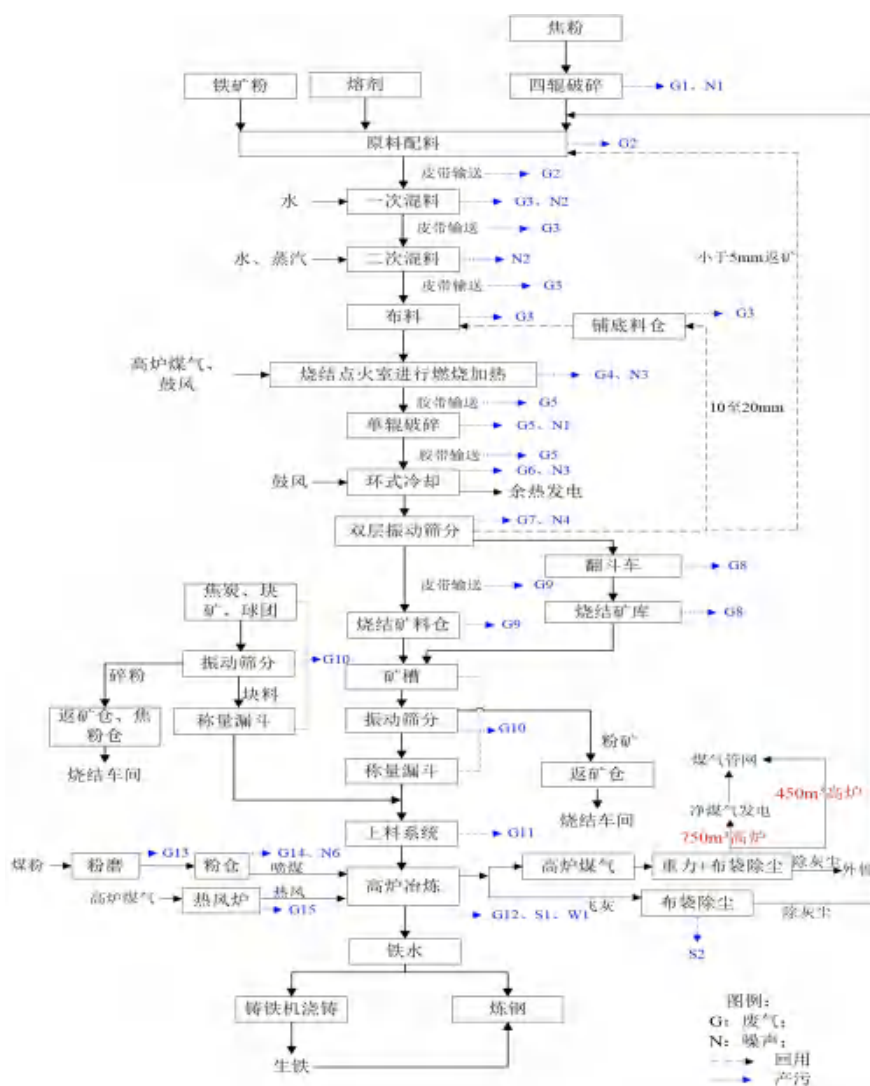 焦粉
铁矿粉
熔剂
四辊破碎
G1、N1
原料配料
G2
皮带输送
G2
水
一次混料
G3、N2
皮带输送
G3
水、蒸汽
二次混料
N2
小于5mm返矿
皮带输送
G3
布料
G3
铺底料仓
G3
高炉煤气、
鼓风
烧结点火室进行燃烧加热
G4、N3
10至20mm
胶带输送
G5
单辊破碎
G5、N1
胶带输送
G5
鼓风
环式冷却
G6、N3
余热发电
双层振动筛分
G7、N4
翻斗车
G8
皮带输送
G9
焦炭、块
矿、球团
烧结矿料仓
G9
烧结矿库
G8
振动筛分
G10
矿槽
碎粉
块料
返矿仓、焦
粉仓
称量漏斗
振动筛分
G10
粉矿
烧结车间
称量漏斗
返矿仓
烧结车间
煤气管网
450m³高炉
净煤气发电
750m³高炉
上料系统
G11
煤粉
粉磨
G13
粉仓
G14、N6
喷煤
高炉冶炼
高炉煤气
重力+布袋除尘
除灰尘
高炉煤气
热风炉
热风
G15
G12、S1、W1
飞灰
布袋除尘
除灰尘
S2
铁水
铸铁机浇铸
炼钢
生铁
图例：
G：废气；
N：噪声；
回用
产污